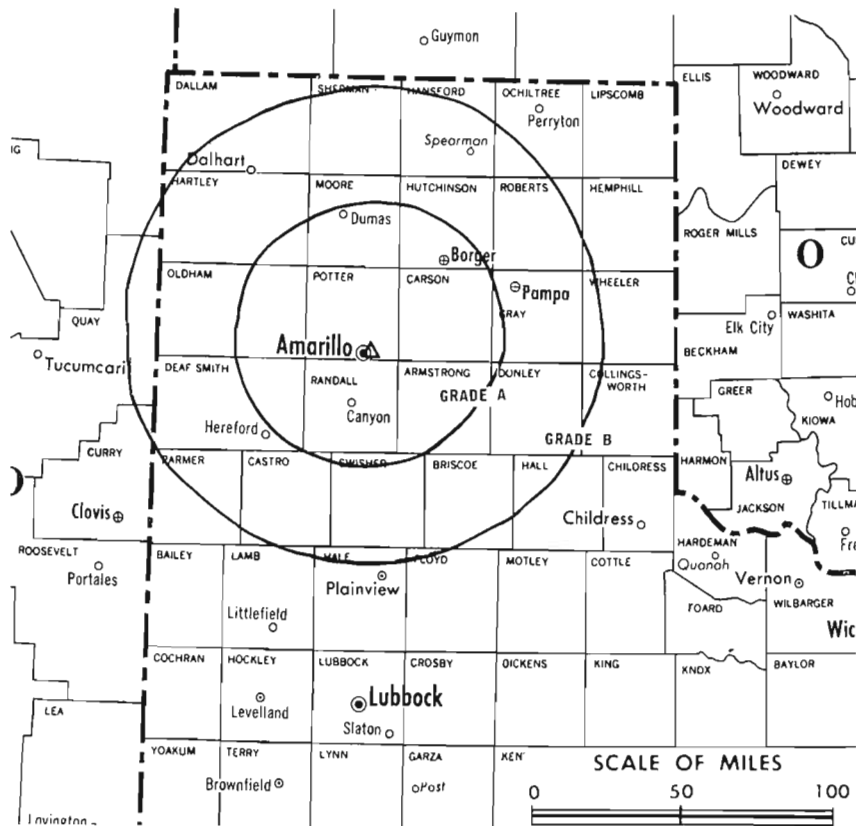 Guymon
DALLAM
SHERMAN
HANSFORD
OCHILTREE
LIPSCOMB
ELLIS
WOODWARD
Woodward
Perryton
Spearman
Dalhart
DEWEY
HARTLEY
MOORE
HUTCHINSON
ROBERTS
HEMPHILL
Dumas
ROGER MILLS
Borger
OLDHAM
POTTER
CARSON
WHEELER
Pampa
GRAY
QUAY
Elk City
WASHITA
Tucumcari
Amarillo
DEAF SMITH
RANDALL
ARMSTRONG
DONLEY
COLLINGS-
WORTH
BECKHAM
GRADE A
GREER
KIOWA
Canyon
Hereford
GRADE B
CURRY
PARMER
CASTRO
SWISHER
BRISCOE
HALL
CHILDRESS
HARMON
Altus
Clovis
JACKSON
Childress
ROOSEVELT
BAILEY
LAMB
HALE
FLOYD
MOTLEY
COTTLE
HARDEMAN
Portales
Quanah
Plainview
Vernon
WILBARGER
Littlefield
FOARD
COCHRAN
HOCKLEY
LUBBOCK
CROSBY
DICKENS
KING
KNOX
BAYLOR
Lubbock
Levelland
LEA
Slaton
YOAKUM
TERRY
LYNN
GARZA
KEN
SCALE OF MILES
Brownfield
Post
0 50 100
Lovington